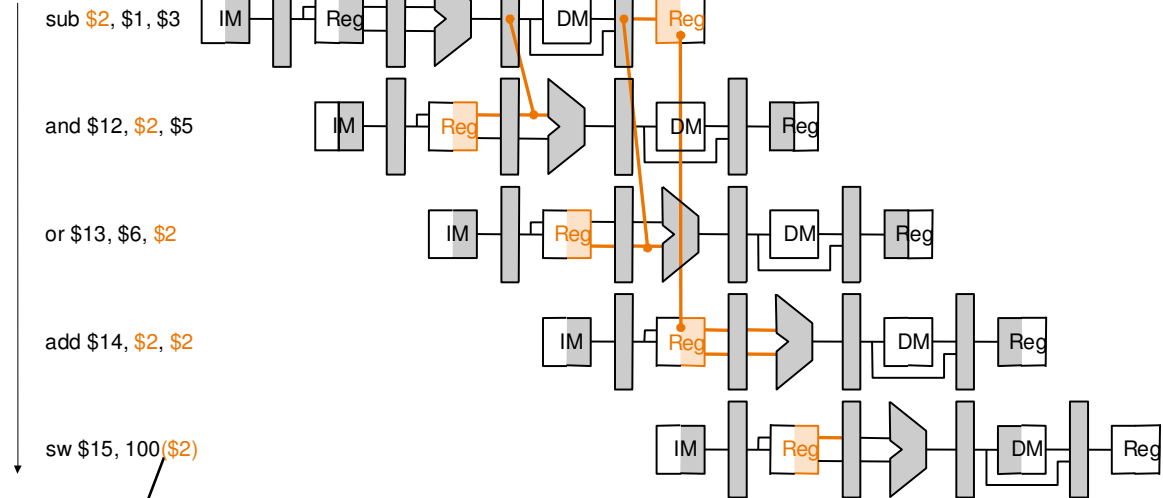 sub $2, $1, $3 IM Reg DM Reg
and $12, $2, $5 IM Reg DM Reg
or $13, $6, $2 IM Reg DM Reg
add $14, $2, $2 IM Reg DM Reg
sw $15, 100($2) IM Reg DM Reg